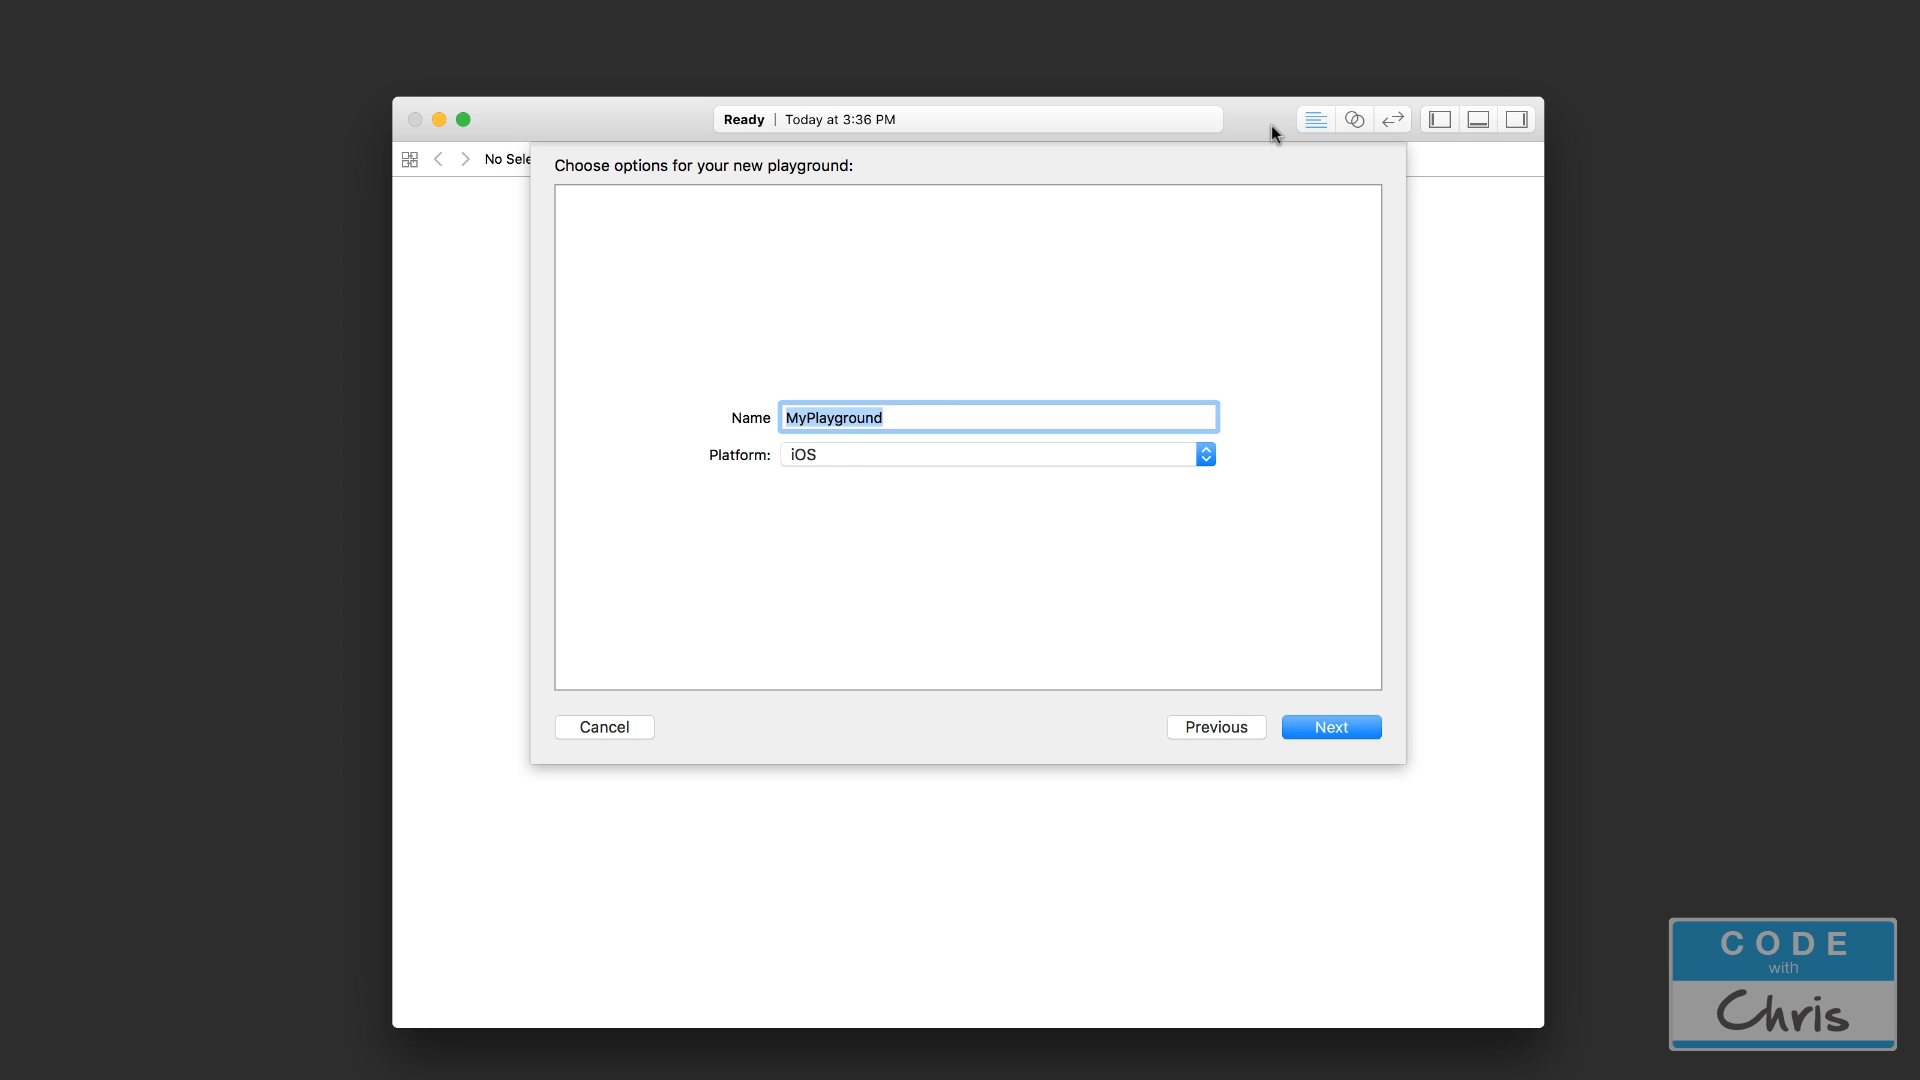 Ready | Today at 3:36 PM
No Sele
Choose options for your new playground:
Name MyPlayground
Platform: iOS
Cancel Previous Next
CODE
with
Chris